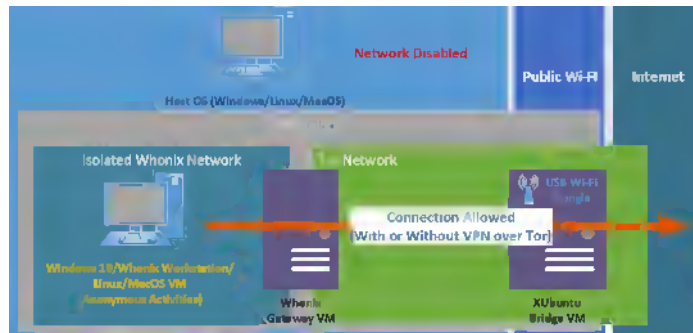 Network Disabled
Public Wi-Fi
Internet
Host OS (Windows/Linux/MacOS)
Isolated Whonix Network
Network
USB Wi-Fi
Dongle
Connection Allowed
(With or Without VPN over Tor)
Windows 10/Whonix Workstation/
Linux/MacOS VM
Anonymous Activities)
Whonix
Gateway VM
XUbuntu
Bridge VM